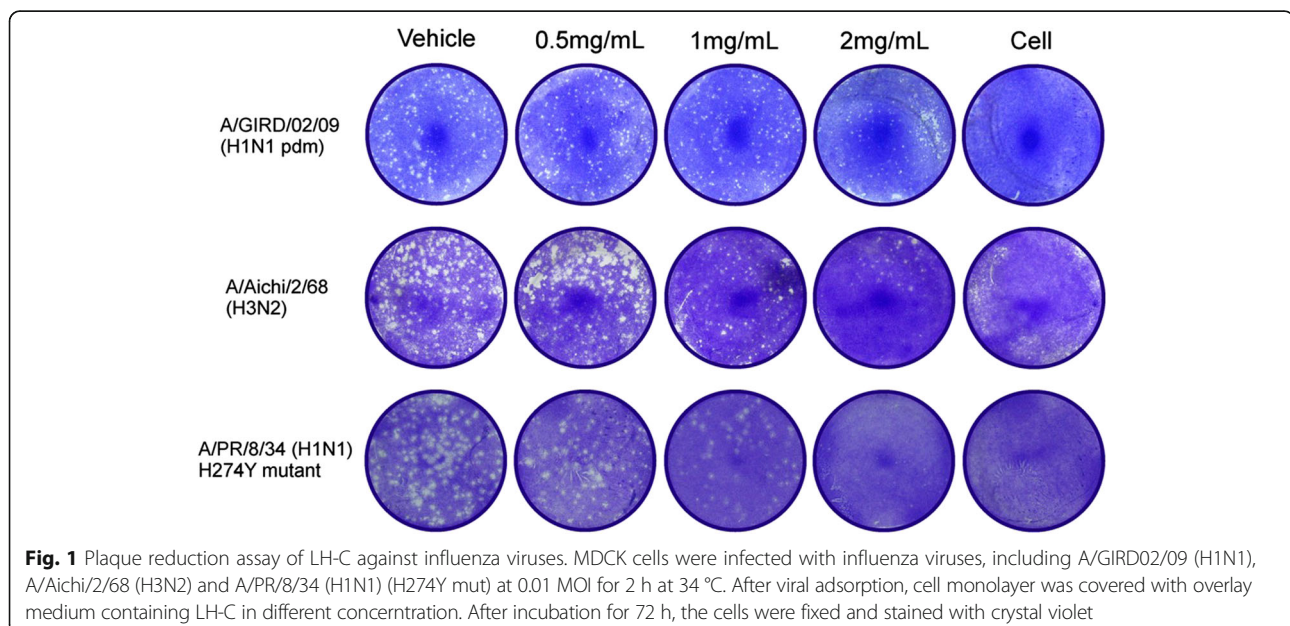 Vehicle 0.5mg/mL 1mg/mL 2mg/mL Cell
A/GIRD/02/09
(H1N1 pdm)
A/Aichi/2/68
(H3N2)
A/PR/8/34 (H1N1)
H274Y mutant
Fig. 1 Plaque reduction assay of LH-C against influenza viruses. MDCK cells were infected with influenza viruses, including A/GIRD02/09 (H1N1),
A/Aichi/2/68 (H3N2) and A/PR/8/34 (H1N1) (H274Y mut) at 0.01 MOI for 2 h at 34 °C. After viral adsorption, cell monolayer was covered with overlay
medium containing LH-C in different concerntration. After incubation for 72 h, the cells were fixed and stained with crystal violet